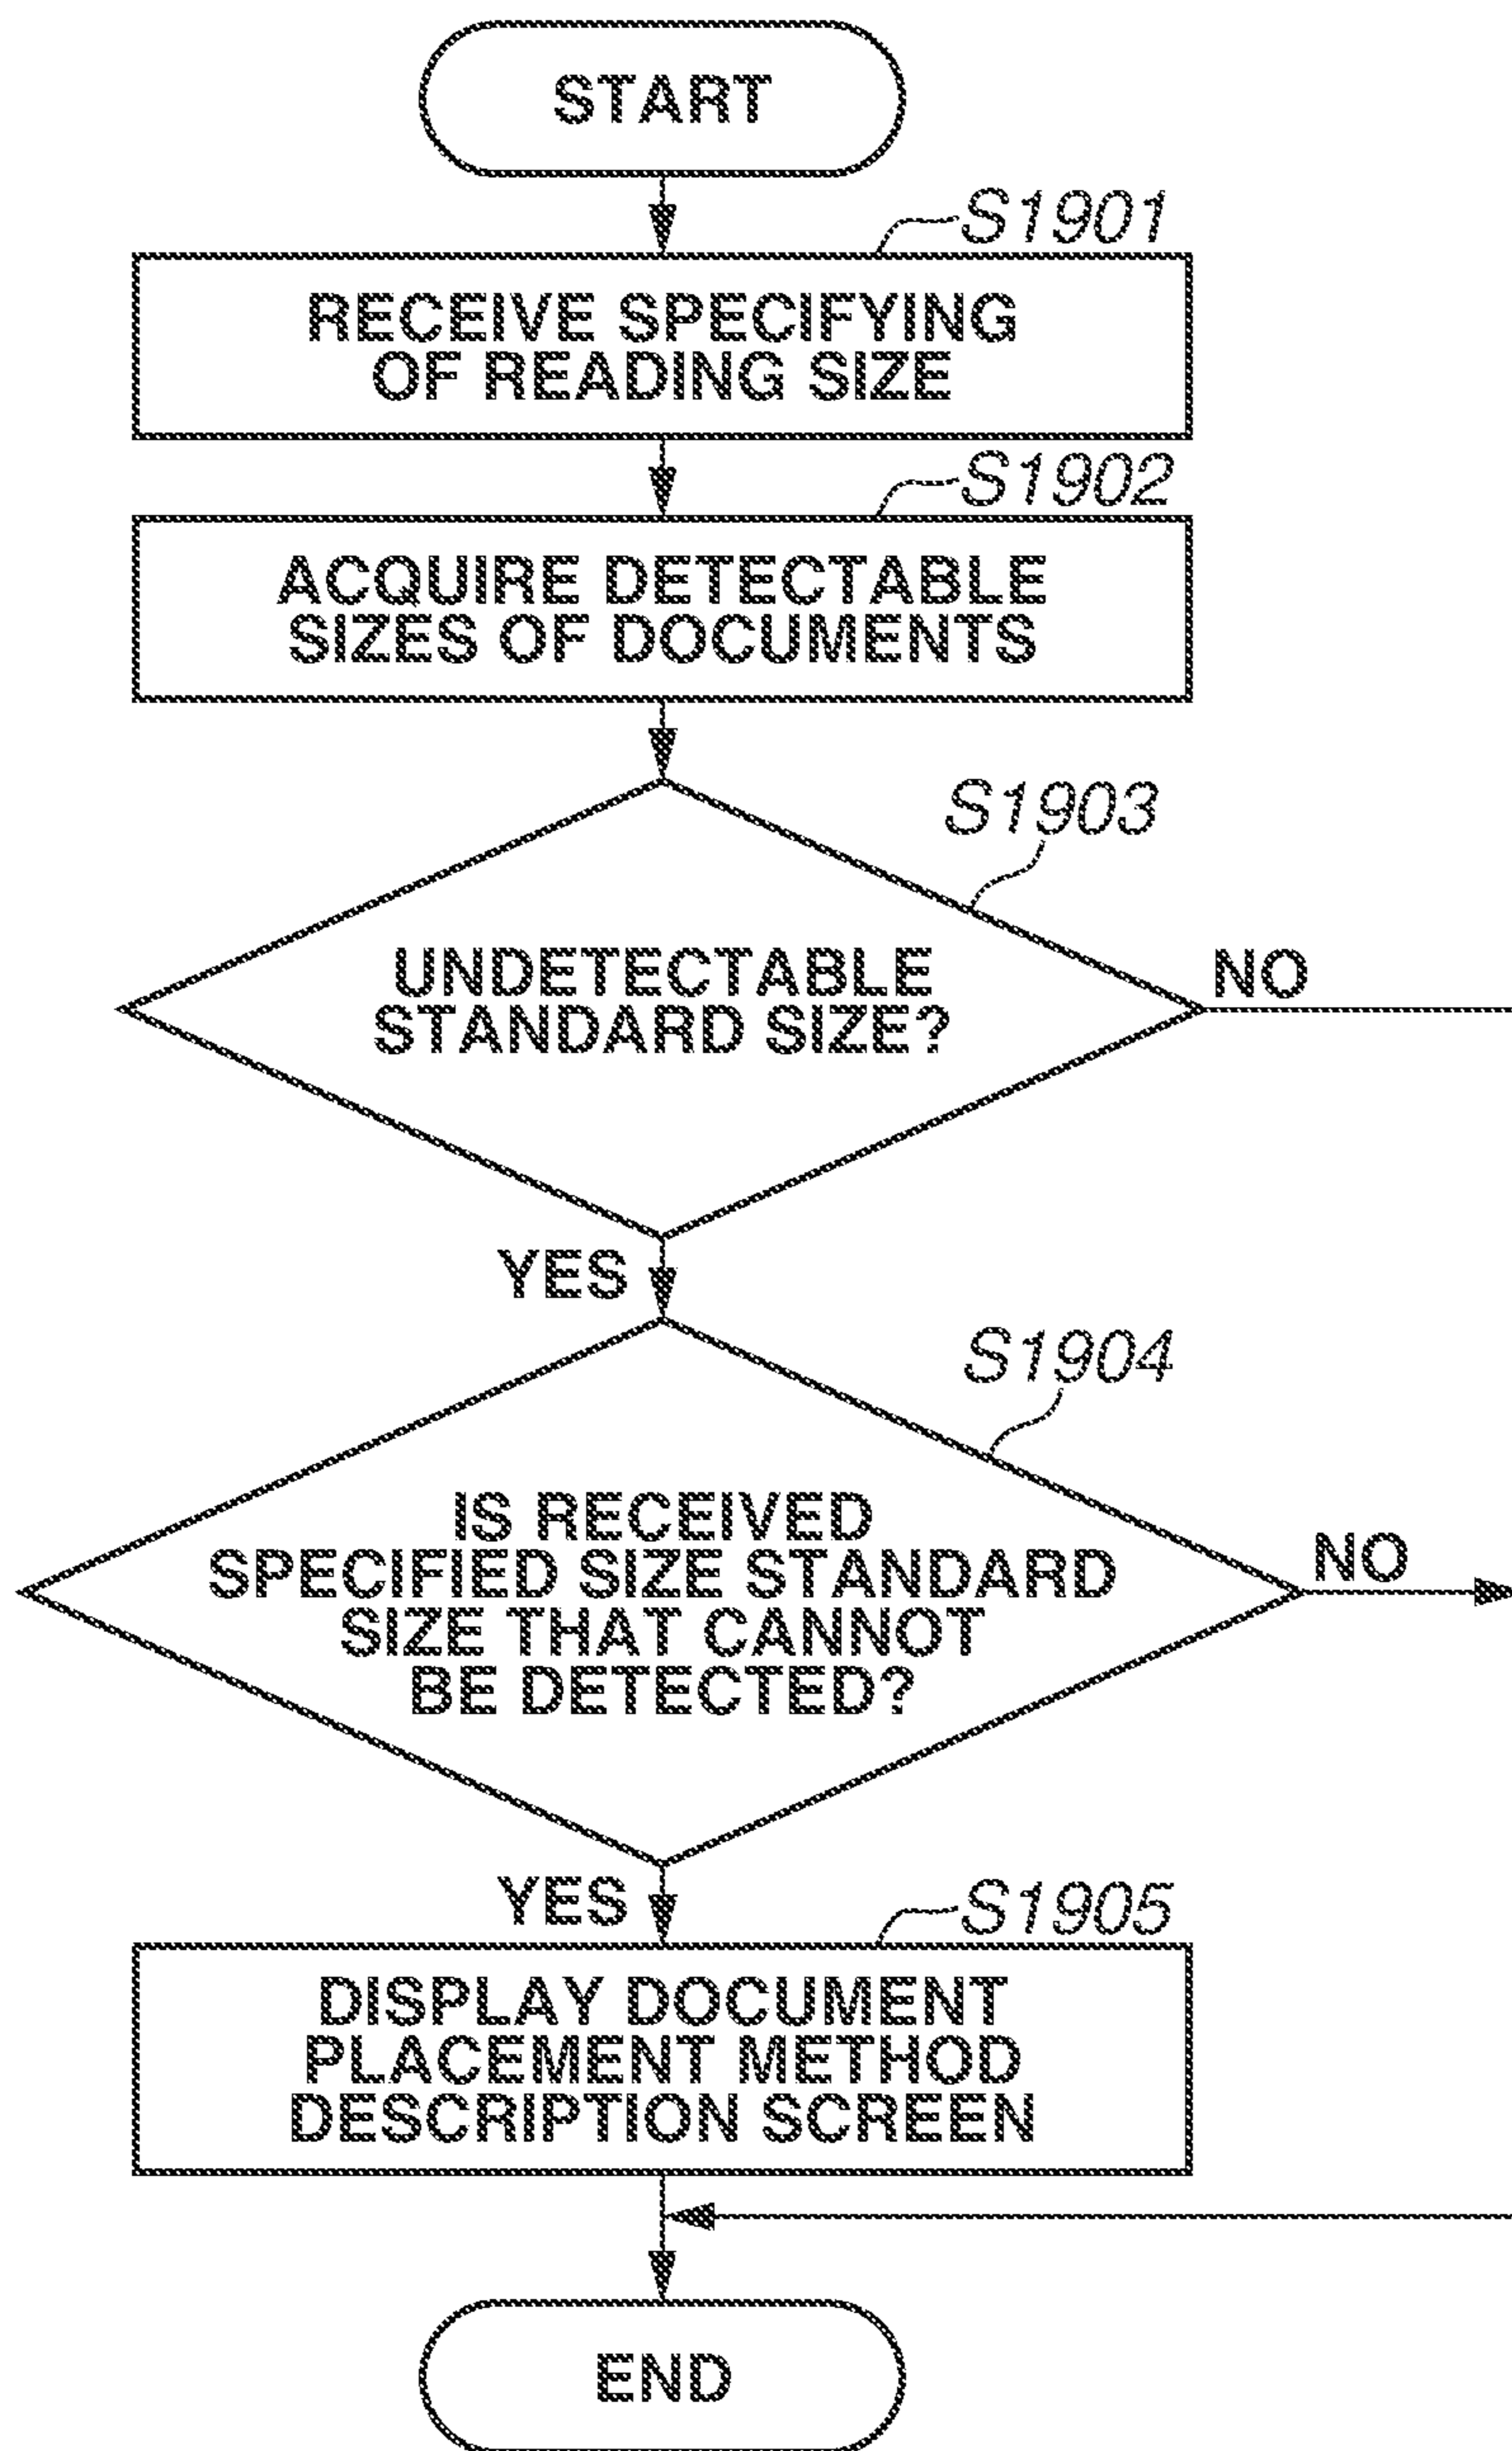 START
S1901
RECEIVE SPECIFYING
OF READING SIZE
S1902
ACQUIRE DETECTABLE
SIZES OF DOCUMENTS
S1903
UNDETECTABLE
STANDARD SIZE?
NO
YES
S1904
IS RECEIVED
SPECIFIED SIZE STANDARD
SIZE THAT CANNOT
BE DETECTED?
NO
YES
S1905
DISPLAY DOCUMENT
PLACEMENT METHOD
DESCRIPTION SCREEN
END